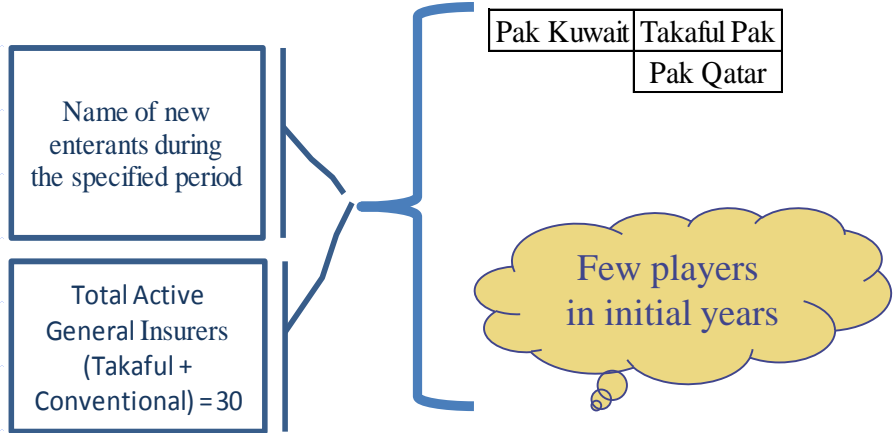 Pak Kuwait Takaful Pak
Pak Qatar
Name of new
enterants during
the specified period
Total Active
General Insurers
(Takaful +
Conventional) = 30
Few players
in initial years